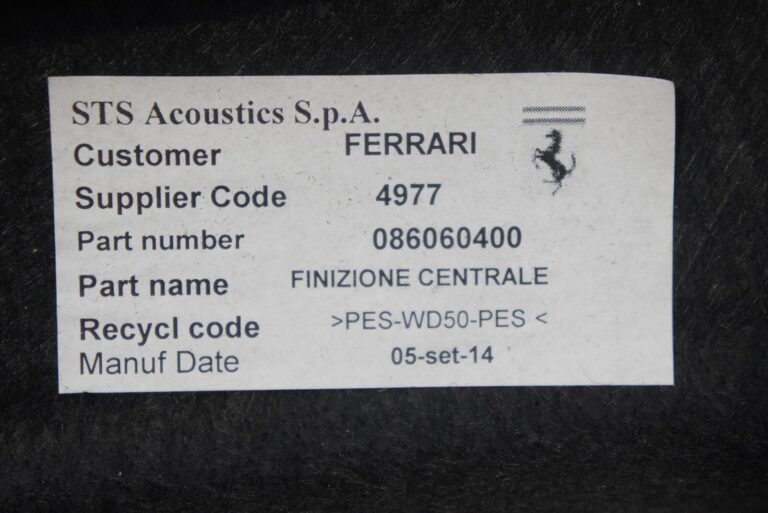 STS Acoustics S.p.A.
Customer FERRARI
Supplier Code 4977
Part number 086060400
Part name FINIZIONE CENTRALE
Recycl code >PES-WD50-PES <
Manuf Date 05-set-14